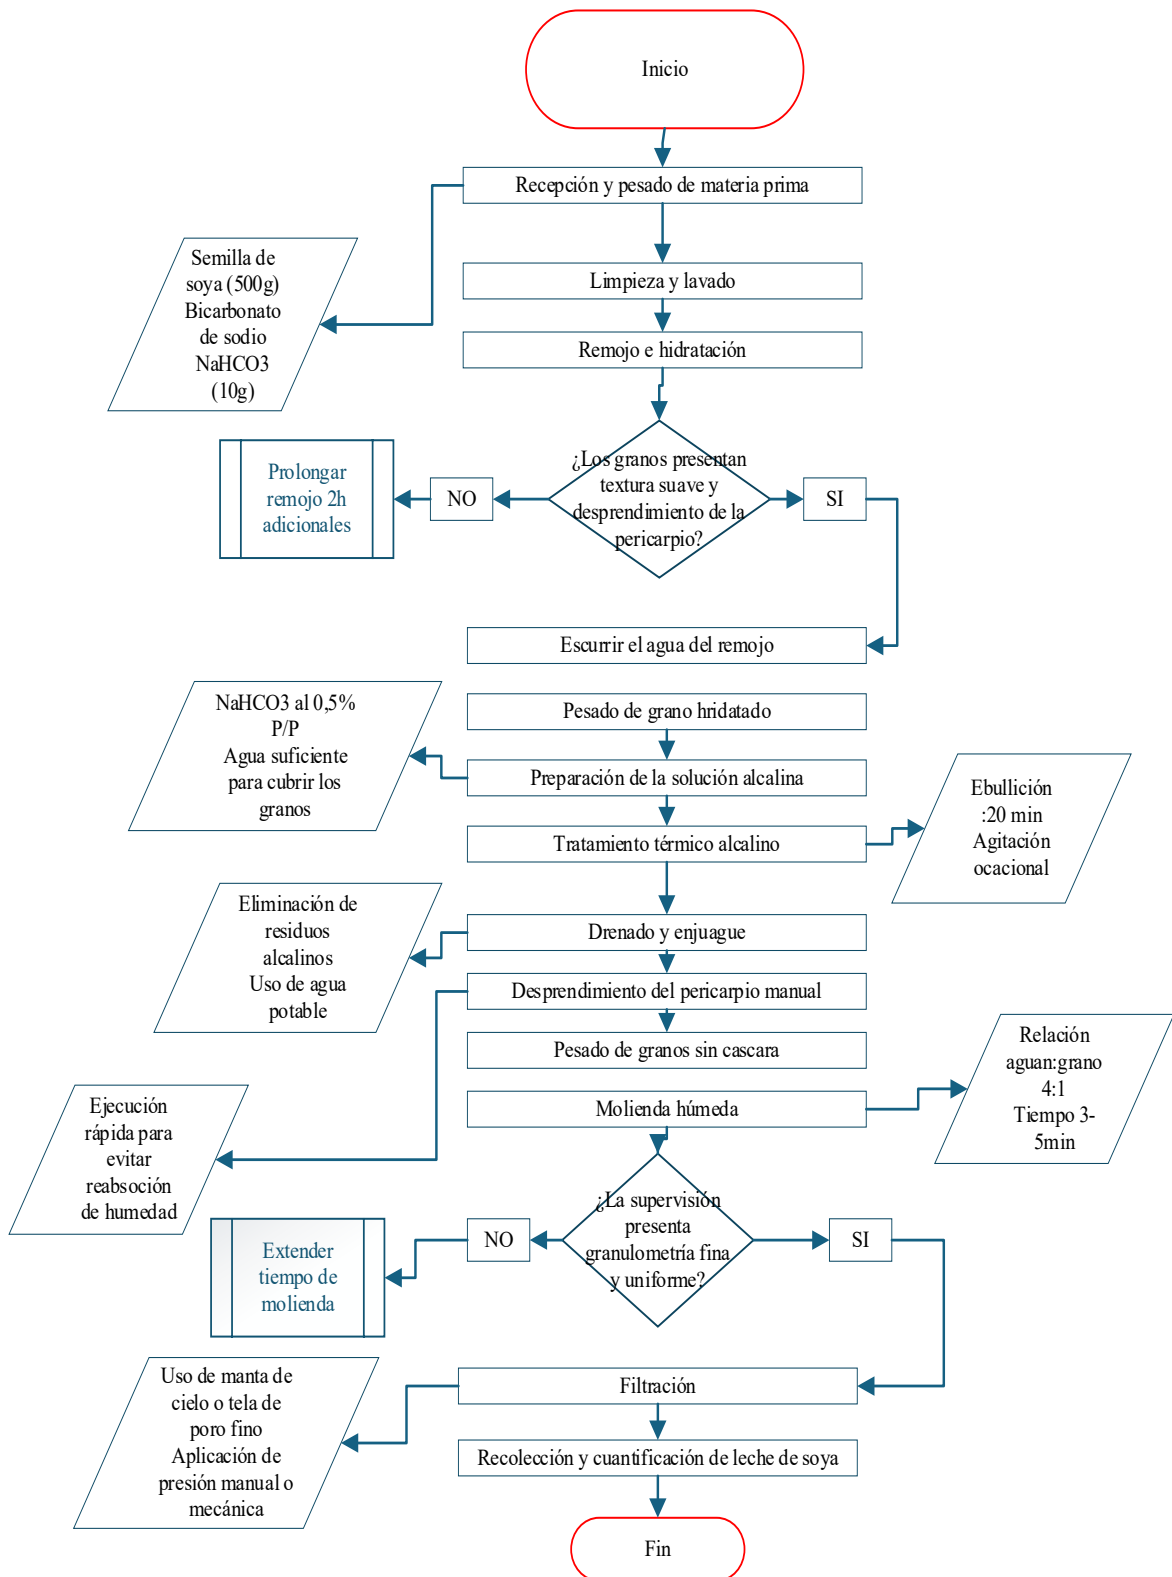 Inicio
Recepción y pesado de materia prima
Semilla de
soya (500g)
Bicarbonato
de sodio
NaHCO3
(10g)
Limpieza y lavado
Remojo e hidratación
¿Los granos presentan
textura suave y
desprendimiento de la
pericarpio?
NO
SI
Prolongar
remojo 2h
adicionales
Escurrir el agua del remojo
Pesado de grano hridatado
NaHCO3 al 0,5%
P/P
Agua suficiente
para cubrir los
granos
Preparación de la solución alcalina
Tratamiento térmico alcalino
Ebullición
:20 min
Agitación
ocacional
Drenado y enjuague
Eliminación de
residuos
alcalinos
Uso de agua
potable
Desprendimiento del pericarpio manual
Pesado de granos sin cascara
Ejecución
rápida para
evitar
reabsoción
de humedad
Molienda húmeda
Relación
aguan:grano
4:1
Tiempo 3-
5min
¿La supervisión
presenta
granulometría fina
y uniforme?
NO
SI
Extender
tiempo de
molienda
Filtración
Uso de manta de
cielo o tela de
poro fino
Aplicación de
presión manual o
mecánica
Recolección y cuantificación de leche de soya
Fin